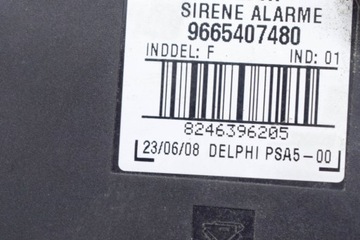 SIRENE ALARME
9665407480
INDDEL: F IND: 01
8246396205
23/06/08 DELPHI PSA5-00